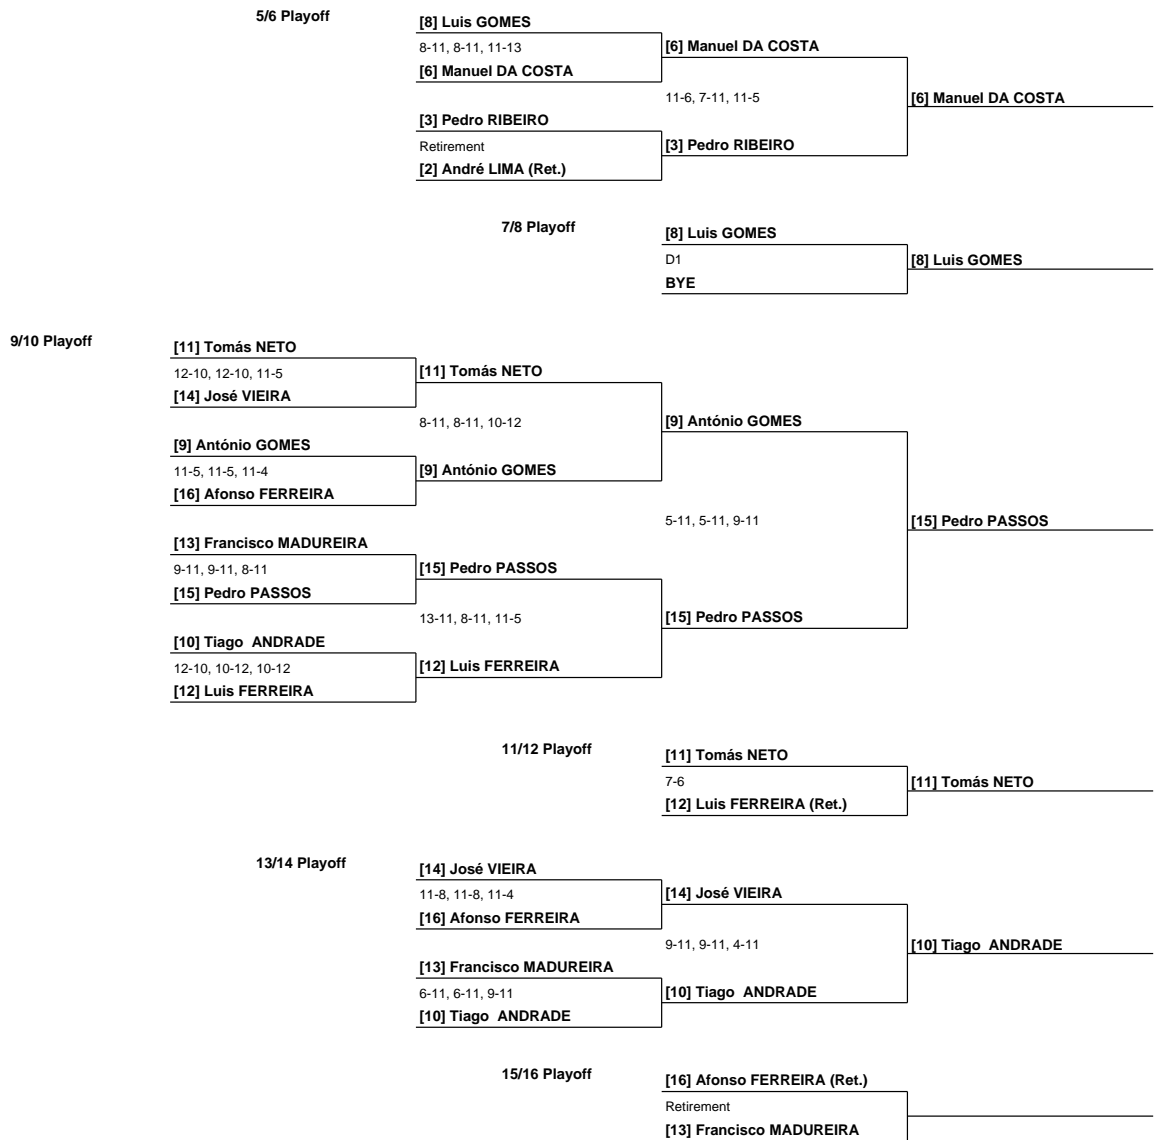 5/6 Playoff
[8] Luis GOMES
8-11, 8-11, 11-13
[6] Manuel DA COSTA
[6] Manuel DA COSTA
11-6, 7-11, 11-5
[6] Manuel DA COSTA
[3] Pedro RIBEIRO
Retirement
[3] Pedro RIBEIRO
[2] André LIMA (Ret.)
7/8 Playoff
[8] Luis GOMES
D1
[8] Luis GOMES
BYE
9/10 Playoff
[11] Tomás NETO
12-10, 12-10, 11-5
[11] Tomás NETO
[14] José VIEIRA
8-11, 8-11, 10-12
[9] António GOMES
[9] António GOMES
11-5, 11-5, 11-4
[9] António GOMES
[16] Afonso FERREIRA
5-11, 5-11, 9-11
[15] Pedro PASSOS
[13] Francisco MADUREIRA
9-11, 9-11, 8-11
[15] Pedro PASSOS
[15] Pedro PASSOS
13-11, 8-11, 11-5
[15] Pedro PASSOS
[10] Tiago  ANDRADE
12-10, 10-12, 10-12
[12] Luis FERREIRA
[12] Luis FERREIRA
11/12 Playoff
[11] Tomás NETO
7-6
[11] Tomás NETO
[12] Luis FERREIRA (Ret.)
13/14 Playoff
[14] José VIEIRA
11-8, 11-8, 11-4
[14] José VIEIRA
[16] Afonso FERREIRA
9-11, 9-11, 4-11
[10] Tiago  ANDRADE
[13] Francisco MADUREIRA
6-11, 6-11, 9-11
[10] Tiago  ANDRADE
[10] Tiago  ANDRADE
15/16 Playoff
[16] Afonso FERREIRA (Ret.)
Retirement
[13] Francisco MADUREIRA